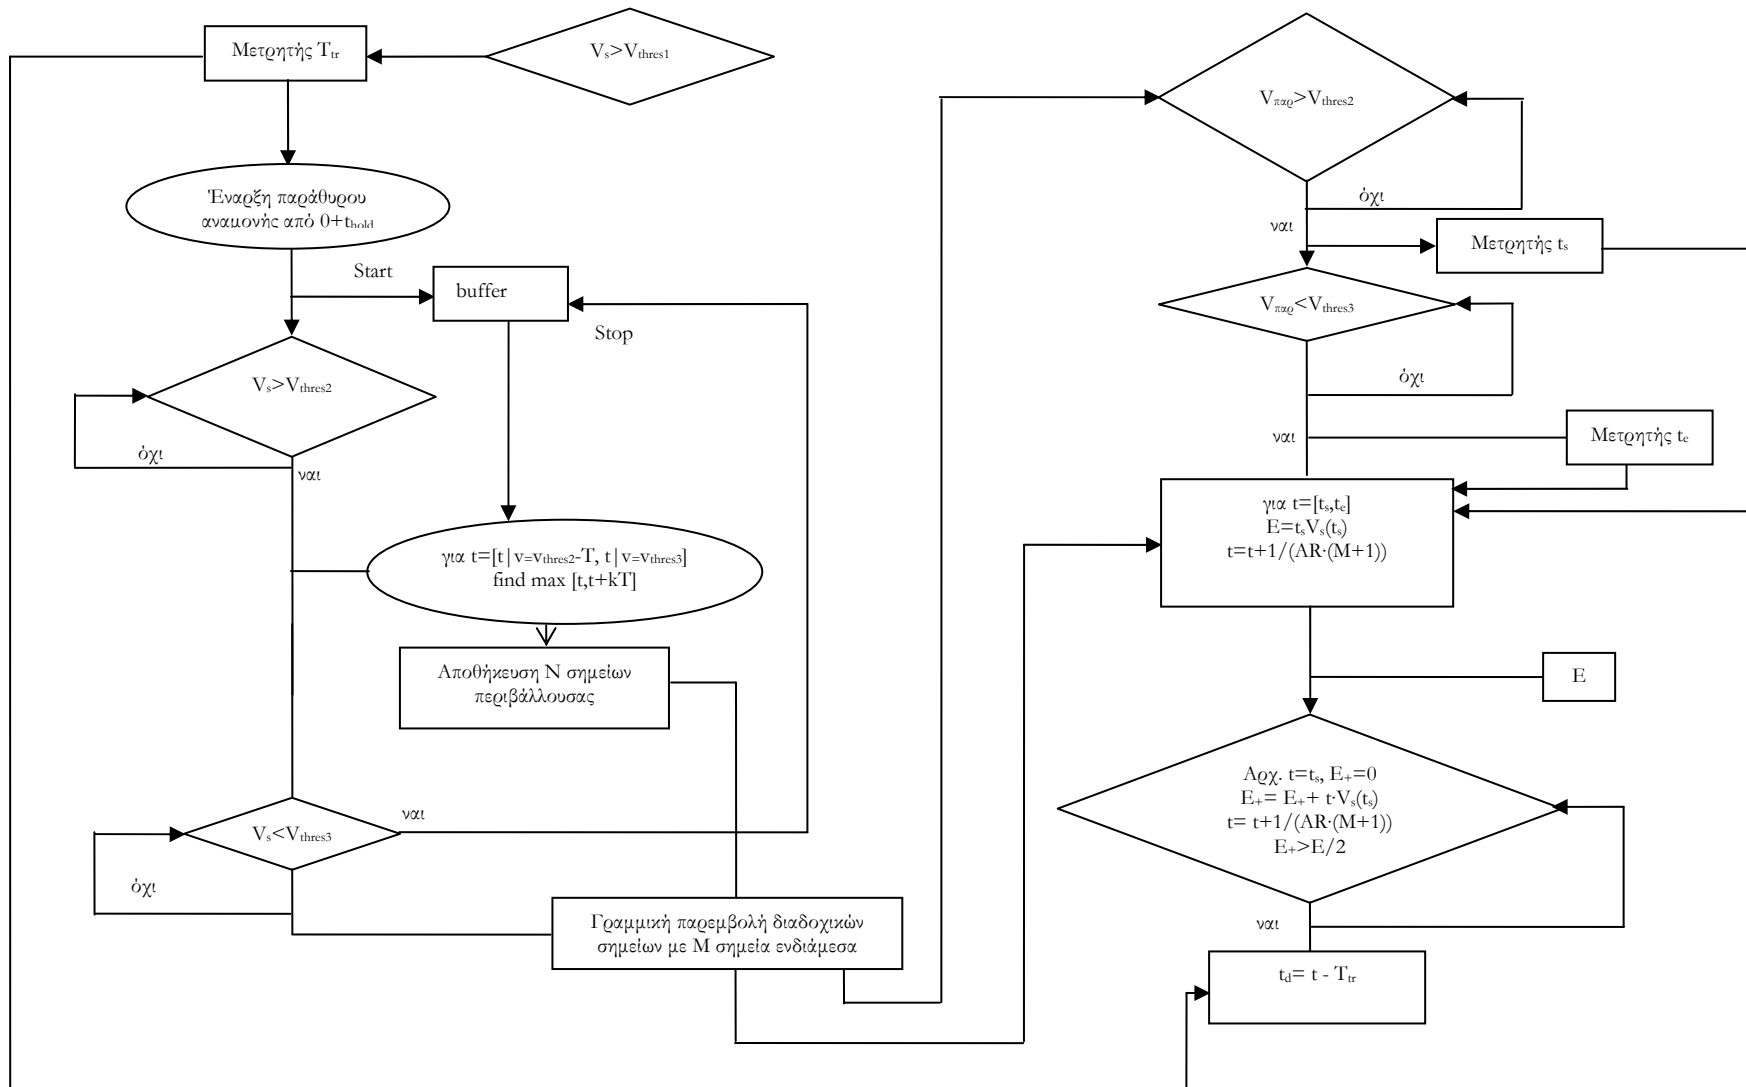 Μετρητής Ttr
Vs>Vthres1
Έναρξη παράθυρου
αναμονής από 0+thold
Start
buffer
Stop
Vs>Vthres2
όχι
ναι
για t=[t|v=vthres2-T, t|v=vthres3]
find max [t,t+kT]
Αποθήκευση N σημείων
περιβάλλουσας
Vs<Vthres3
ναι
όχι
Γραμμική παρεμβολή διαδοχικών
σημείων με M σημεία ενδιάμεσα
Vπαρ>Vthres2
όχι
ναι
Μετρητής ts
Vπαρ<Vthres3
όχι
ναι
Μετρητής te
για t=[ts,te]
E=tsVs(ts)
t=t+1/(AR·(M+1))
E
Αρχ. t=ts, E+=0
E+= E++ t·Vs(ts)
t= t+1/(AR·(M+1))
E+>E/2
ναι
td= t - Ttr